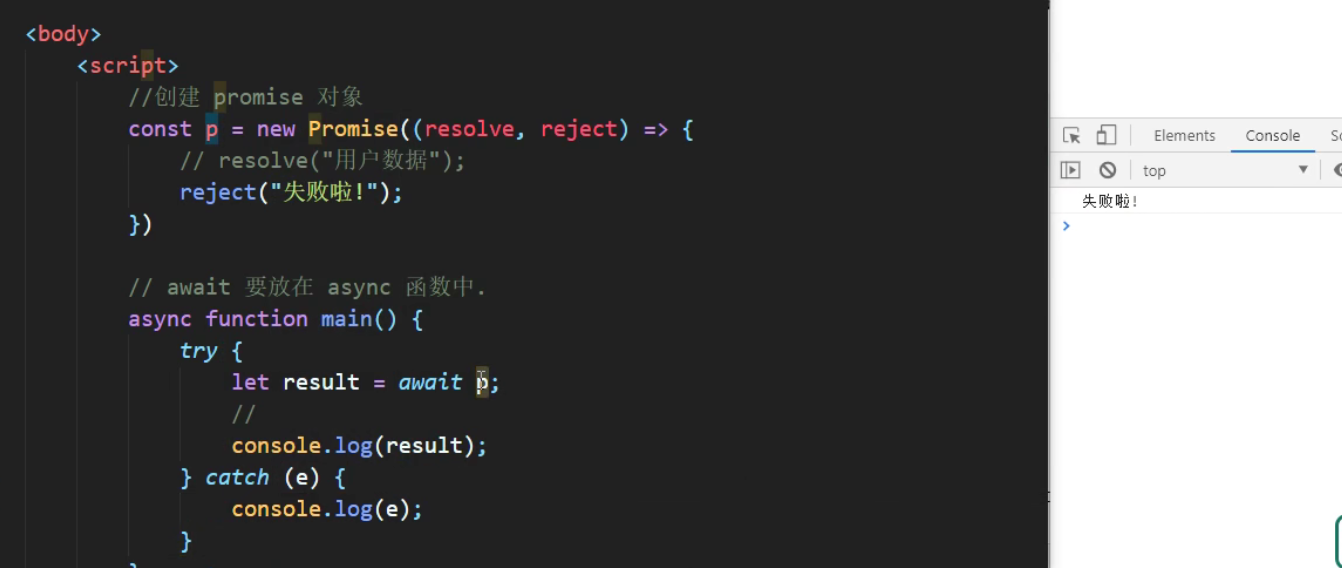 <body>
<script>
//创建 promise 对象
const p = new Promise((resolve, reject) => {
// resolve("用户数据");
reject("失败啦!");
})
// await 要放在 async 函数中.
async function main() {
try {
let result = await p;
//
console.log(result);
} catch (e) {
console.log(e);
}
Elements Console
top
失败啦!